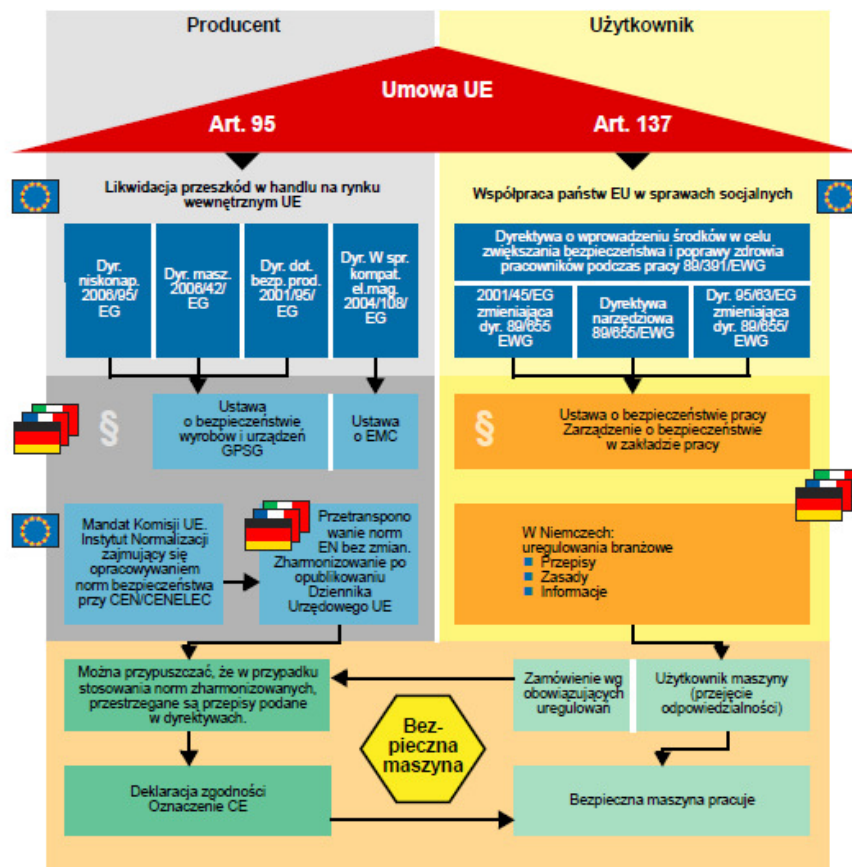 Producent
Użytkownik
Umowa UE
Art. 95
Art. 137
Likwidacja przeszkód w handlu na rynku
wewnętrznym UE
Współpraca państw EU w sprawach socjalnych
Dyr.
niskonap.
2006/95/
EG
Dyr. masz.
2006/42/
EG
Dyr. dot.
bezp. prod.
2001/95/
EG
Dyr. W spr.
kompat.
el.mag.
2004/108/
EG
Dyrektywa o wprowadzeniu środków w celu
zwiększania bezpieczeństwa i poprawy zdrowia
pracowników podczas pracy 89/391/EWG
2001/45/EG
zmieniająca
dyr. 89/655
EWG
Dyrektywa
narzędziowa
89/655/EWG
Dyr. 95/63/EG
zmieniająca
dyr. 89/655/
EWG
§
Ustawa
o bezpieczeństwie
wyrobów i urządzeń
GPSG
Ustawa
o EMC
§
Ustawa o bezpieczeństwie pracy
Zarządzenie o bezpieczeństwie
w zakładzie pracy
Mandat Komisji UE.
Instytut Normalizacji
zajmujący się
opracowywaniem
norm bezpieczeństwa
przy CEN/CENELEC
Przetranspono
wanie norm
EN bez zmian.
Zharmonizowanie po
opublikowaniu
Dziennika
Urzędowego UE
W Niemczech:
uregulowania branżowe
Przepisy
Zasady
Informacje
Można przypuszczać, że w przypadku
stosowania norm zharmonizowanych,
przestrzegane są przepisy podane
w dyrektywach.
Zamówienie wg
obowiązujących
uregulowań
Użytkownik maszyny
(przejęcie
odpowiedzialności)
Bez-
pieczna
maszyna
Deklaracja zgodności
Oznaczenie CE
Bezpieczna maszyna pracuje